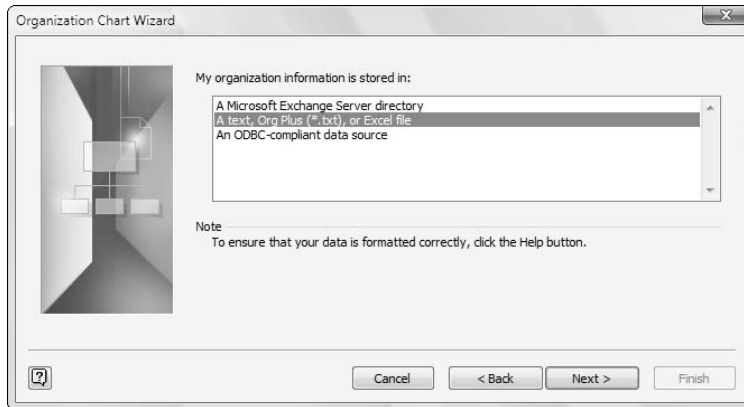 Organization Chart Wizard
My organization information is stored in:
A Microsoft Exchange Server directory
A text, Org Plus (*.txt), or Excel file
An ODBC-compliant data source
Note
To ensure that your data is formatted correctly, click the Help button.
Cancel
< Back
Next >
Finish